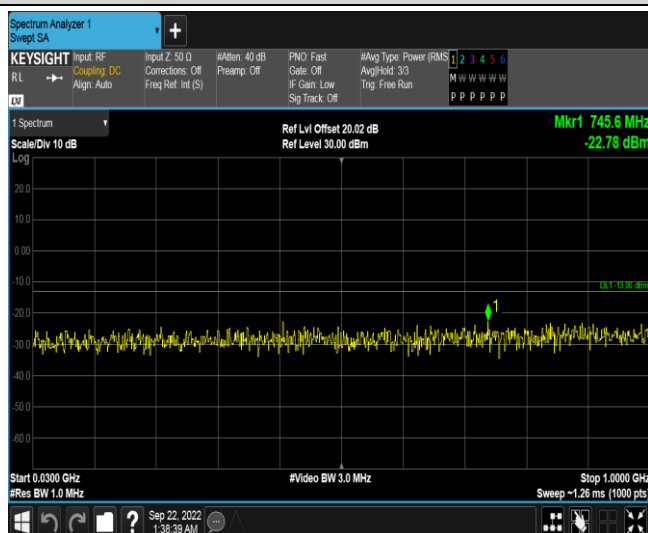 Spectrum Analyzer 1
Swept SA
+
KEYSIGHT
RL
Input: RF
Coupling: DC
Align: Auto
Input Z: 50 Ω
Corrections: Off
Freq Ref: Int (S)
#Atten: 40 dB
Preamp: Off
PNO: Fast
Gate: Off
IF Gain: Low
Sig Track: Off
#Avg Type: Power (RMS
Avg|Hold: 3/3
Trig: Free Run
1 2 3 4 5 6
M W W W W W
P P P P P P
LXI
1 Spectrum
Scale/Div 10 dB
Ref Lvl Offset 20.02 dB
Ref Level 30.00 dBm
Mkr1 745.6 MHz
-22.78 dBm
Log
20.0
10.0
0.00
-10.0
DL1 -13.00 dBm
-20.0
1
-30.0
-40.0
-50.0
-60.0
Start 0.0300 GHz
#Video BW 3.0 MHz
Stop 1.0000 GHz
#Res BW 1.0 MHz
Sweep ~1.26 ms (1000 pts)
?
Sep 22, 2022
1:38:39 AM